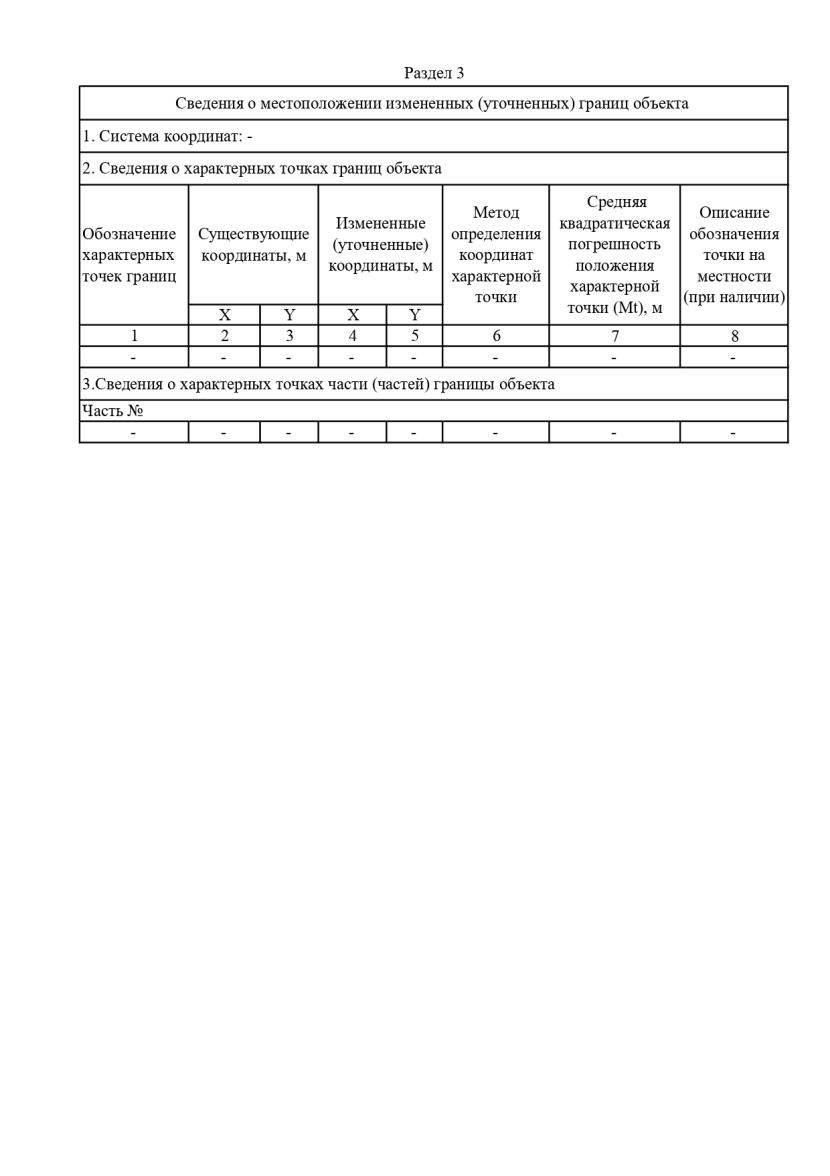 Раздел 3
Сведения о местоположении измененных (уточненных) границ объекта
1. Система координат: -
2. Сведения о характерных точках границ объекта
Обозначение
характерных
точек границ
Существующие
координаты, м
Измененные
(уточненные)
координаты, м
Метод
определения
координат
характерной
точки
Средняя
квадратическая
погрешность
положения
характерной
точки (Mt), м
Описание
обозначения
точки на
местности
(при наличии)
X Y X Y
1 2 3 4 5 6 7 8
- - - - - - - -
3.Сведения о характерных точках части (частей) границы объекта
Часть №
- - - - - - - -